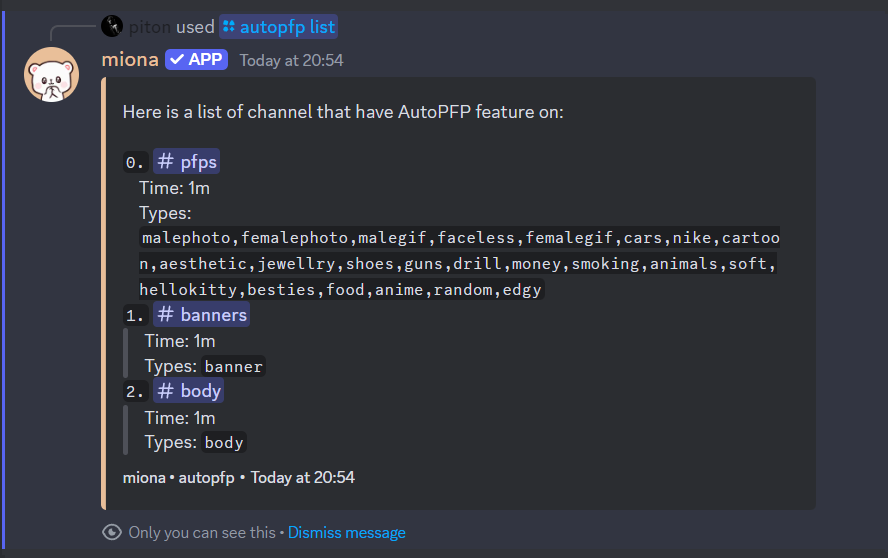 piton used autopfp list
miona ✓ APP Today at 20:54
Here is a list of channel that have AutoPFP feature on:
0. # pfps
Time: 1m
Types:
malephoto,femalephoto,malegif,faceless,femalegif,cars,nike,cartoo
n,aesthetic,jewellry,shoes,guns,drill,money,smoking,animals,soft,
hellokitty,besties,food,anime,random,edgy
1. # banners
Time: 1m
Types: banner
2. # body
Time: 1m
Types: body
miona • autopfp • Today at 20:54
Only you can see this • Dismiss message